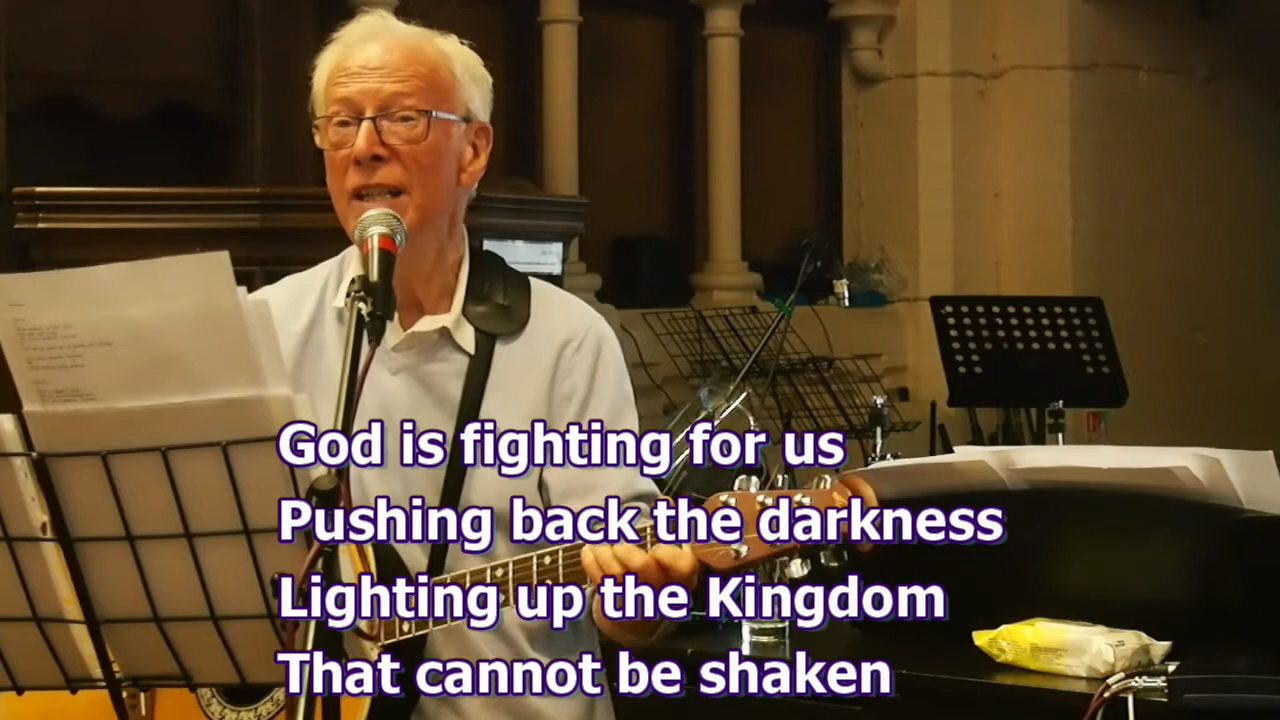 God is fighting for us
Pushing back the darkness
Lighting up the Kingdom
That cannot be shaken